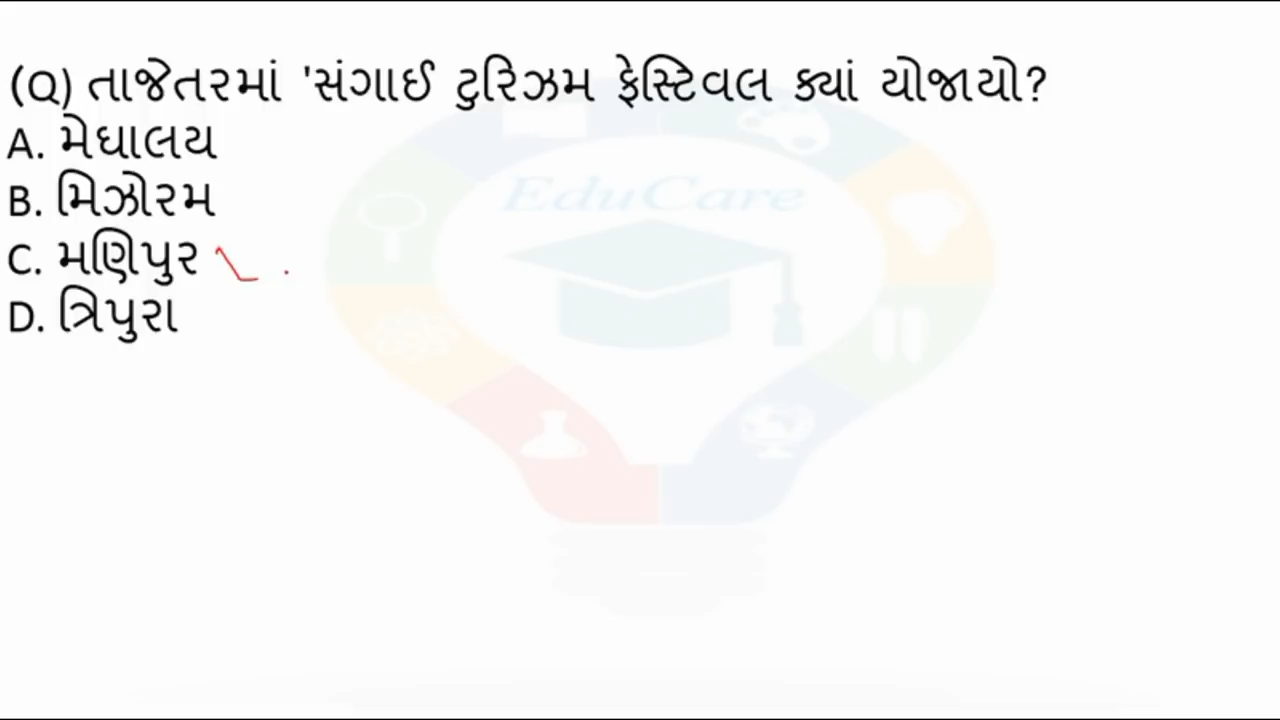 (Q) તાજેતરમાં 'સંગાઈ ટુરિઝમ ફેસ્ટિવલ ક્યાં યોજાયો?
A. મેઘાલય
B. મિઝોરમ
C. મણિપુર
D. ત્રિપુરા
EduCare